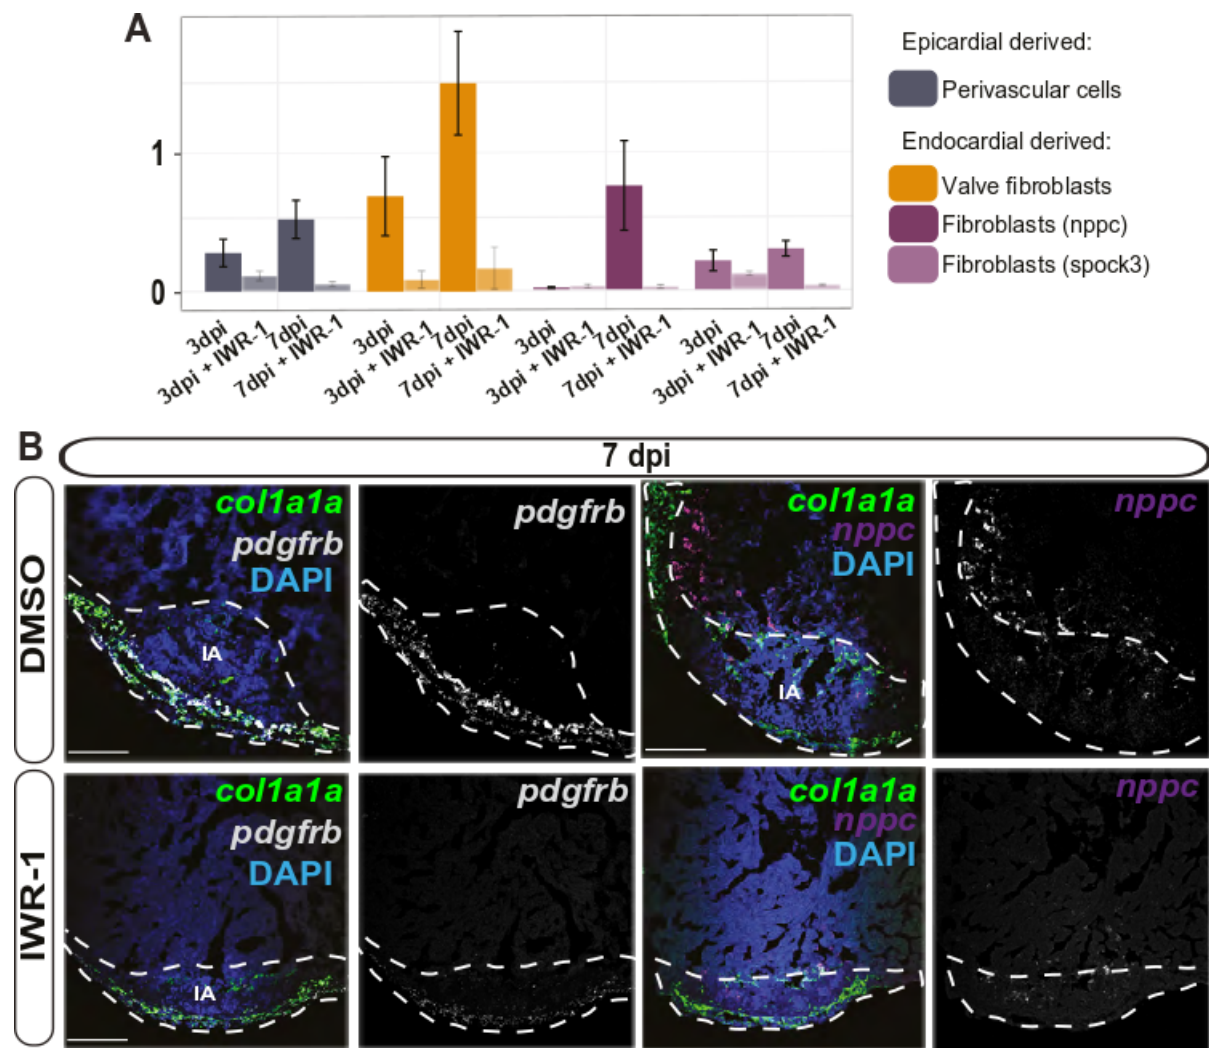 A
1
0
3dpi
3dpi + IWR-1
7dpi
7dpi + IWR-1
3dpi
3dpi + IWR-1
7dpi
7dpi + IWR-1
3dpi
3dpi + IWR-1
7dpi
7dpi + IWR-1
3dpi
3dpi + IWR-1
7dpi
7dpi + IWR-1
Epicardial derived:
Perivascular cells
Endocardial derived:
Valve fibroblasts
Fibroblasts (nppc)
Fibroblasts (spock3)
B
7 dpi
DMSO
col1a1a
pdgfrb
DAPI
IA
pdgfrb
col1a1a
nppc
DAPI
IA
nppc
IWR-1
col1a1a
pdgfrb
DAPI
IA
pdgfrb
col1a1a
nppc
DAPI
nppc